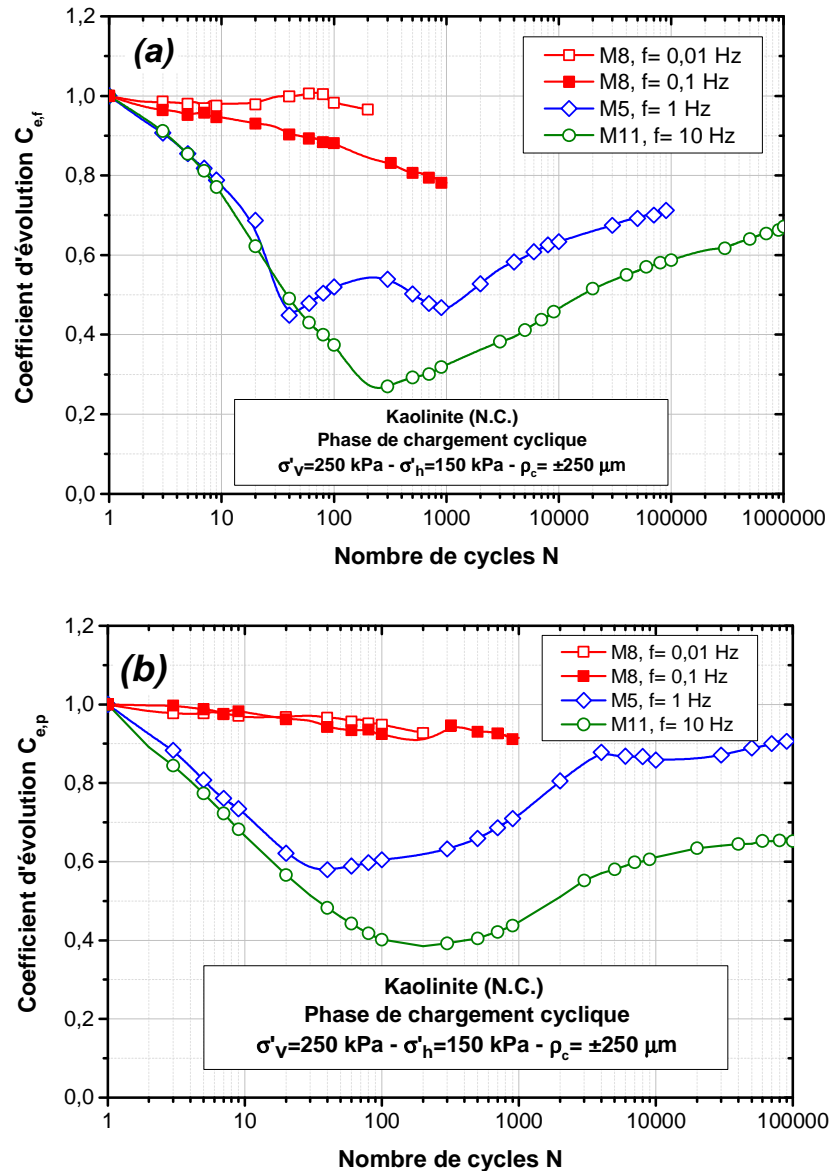 (a)
M8, f= 0,01 Hz
M8, f= 0,1 Hz
M5, f= 1 Hz
M11, f= 10 Hz
Coefficient d'évolution C e,f
1,2
1,0
0,8
0,6
0,4
0,2
0,0
Kaolinite (N.C.)
Phase de chargement cyclique
σ'V=250 kPa - σ'h=150 kPa - ρc= ±250 μm
1 10 100 1000 10000 100000 1000000
Nombre de cycles N
(b)
M8, f= 0,01 Hz
M8, f= 0,1 Hz
M5, f= 1 Hz
M11, f= 10 Hz
Coefficient d'évolution C e,p
1,2
1,0
0,8
0,6
0,4
0,2
0,0
Kaolinite (N.C.)
Phase de chargement cyclique
σ'V=250 kPa - σ'h=150 kPa - ρc= ±250 μm
1 10 100 1000 10000 100000
Nombre de cycles N